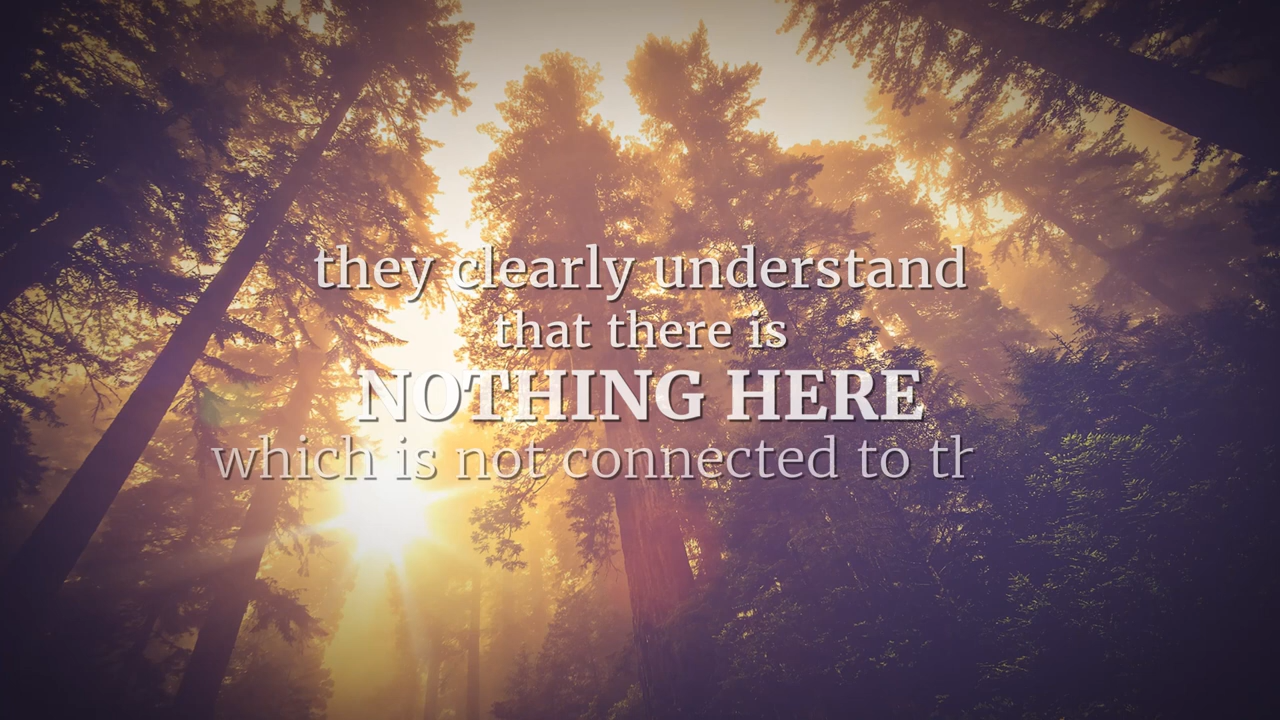 they clearly understand
that there is
NOTHING HERE
which is not connected to th